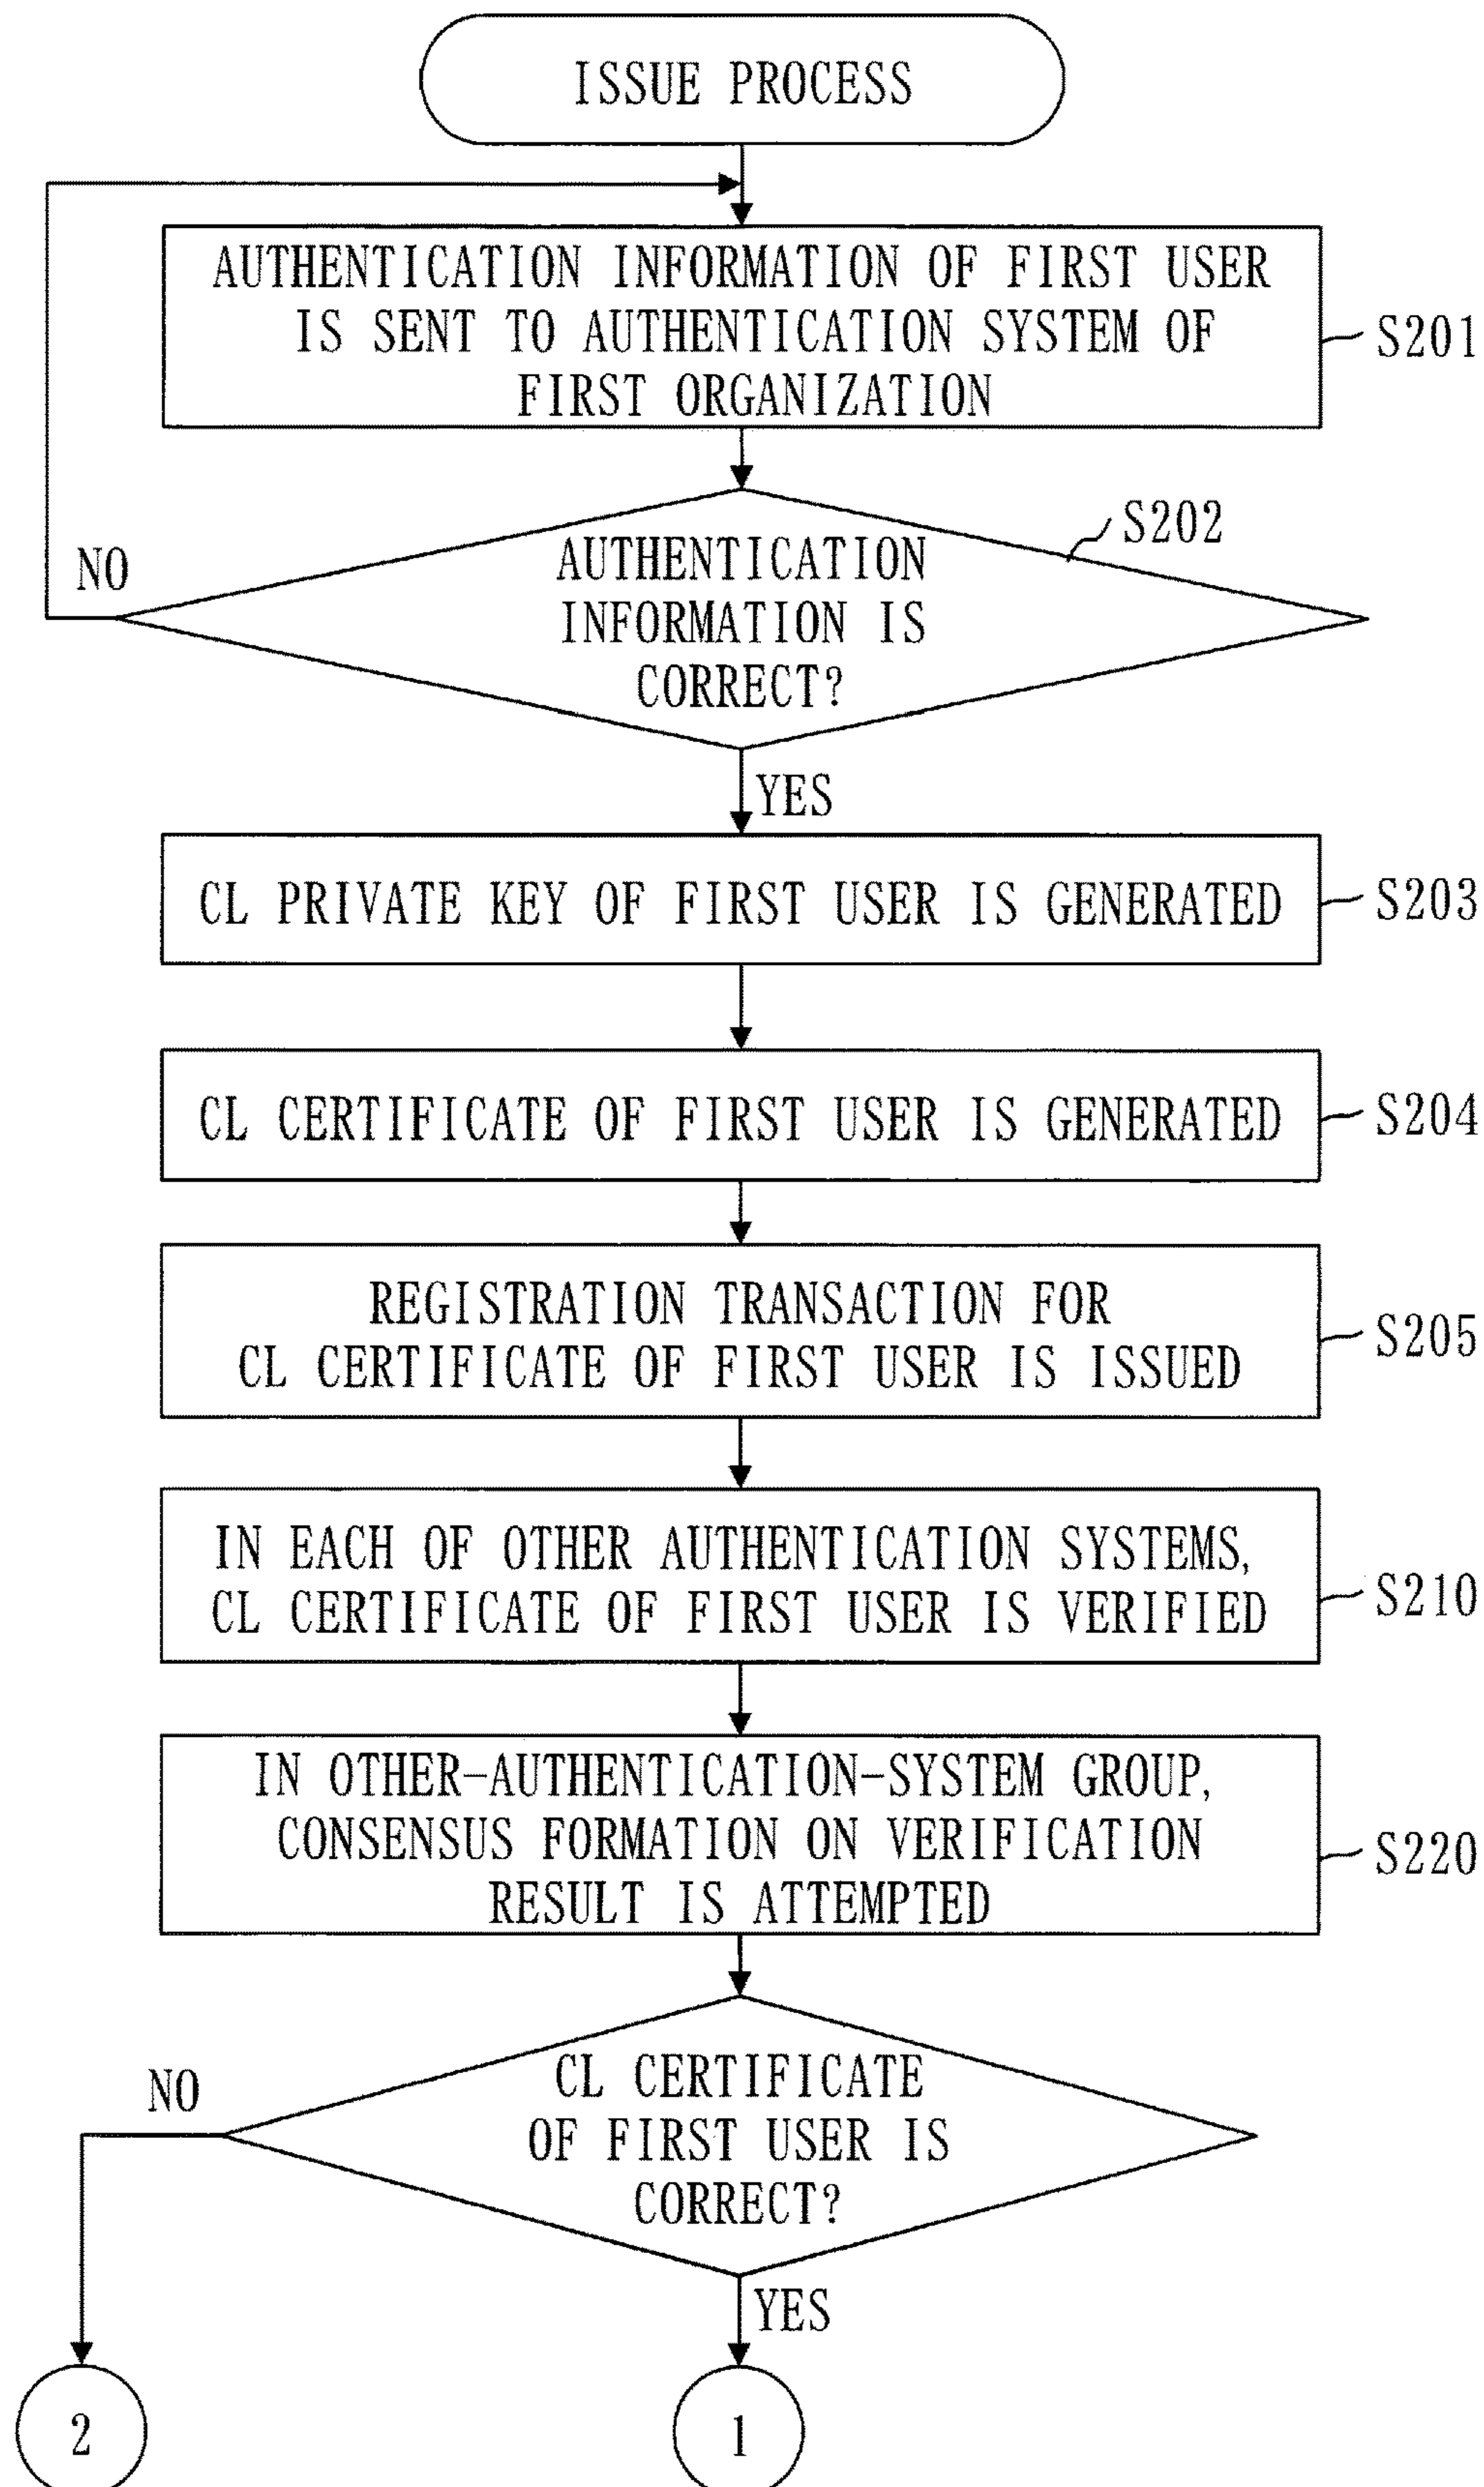 ISSUE PROCESS
AUTHENTICATION INFORMATION OF FIRST USER
IS SENT TO AUTHENTICATION SYSTEM OF
FIRST ORGANIZATION
S201
S202
AUTHENTICATION
INFORMATION IS
CORRECT?
NO
YES
CL PRIVATE KEY OF FIRST USER IS GENERATED
S203
CL CERTIFICATE OF FIRST USER IS GENERATED
S204
REGISTRATION TRANSACTION FOR
CL CERTIFICATE OF FIRST USER IS ISSUED
S205
IN EACH OF OTHER AUTHENTICATION SYSTEMS,
CL CERTIFICATE OF FIRST USER IS VERIFIED
S210
IN OTHER-AUTHENTICATION-SYSTEM GROUP,
CONSENSUS FORMATION ON VERIFICATION
RESULT IS ATTEMPTED
S220
CL CERTIFICATE
OF FIRST USER IS
CORRECT?
NO
YES
2
1